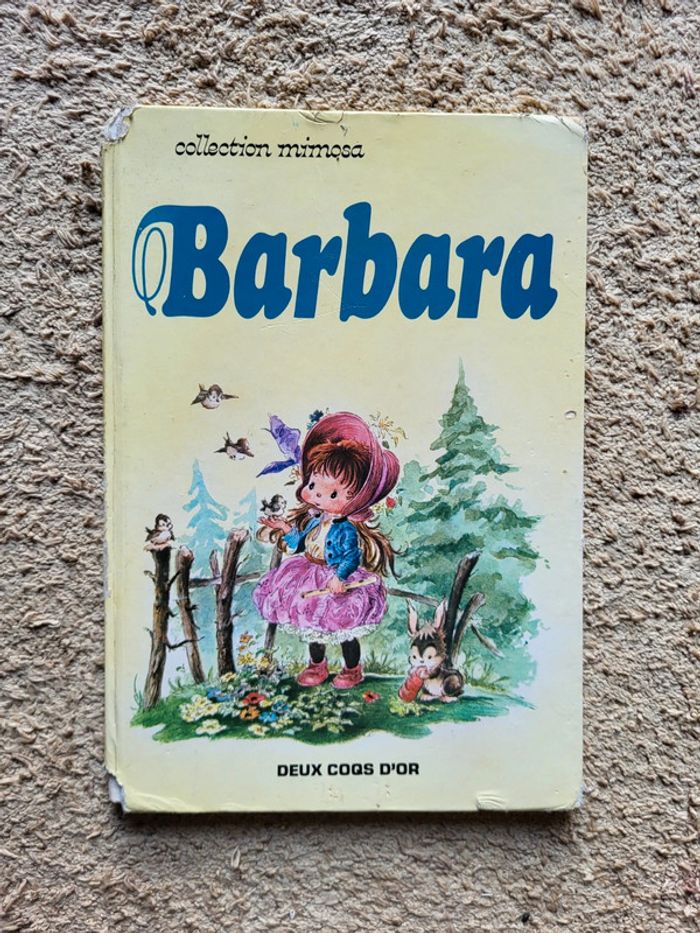 collection mimosa
Barbara
DEUX COQS D'OR